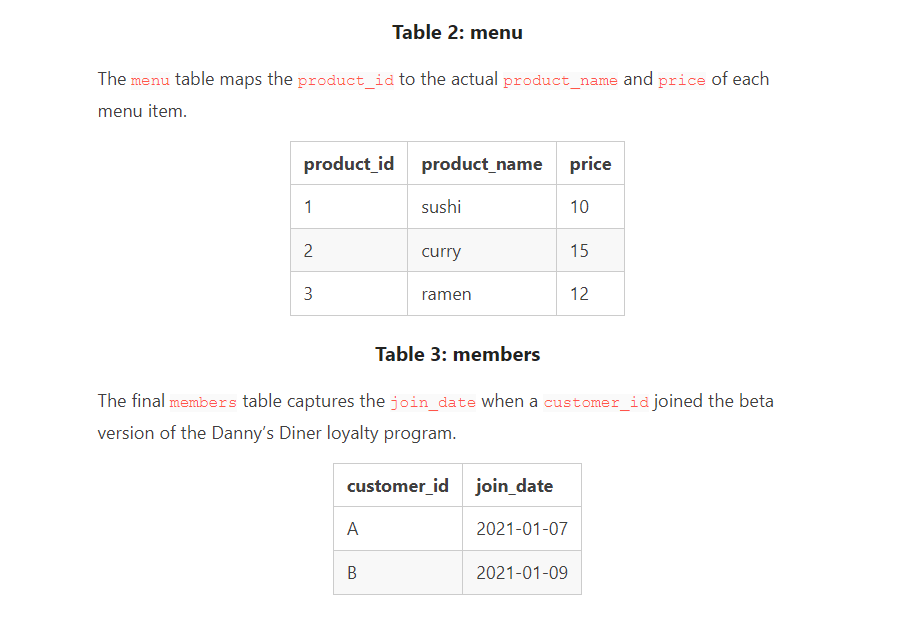 Table 2: menu
The menu table maps the product_id to the actual product_name and price of each
menu item.
product_id product_name price
1 sushi 10
2 curry 15
3 ramen 12
Table 3: members
The final members table captures the join_date when a customer_id joined the beta
version of the Danny’s Diner loyalty program.
customer_id join_date
A 2021-01-07
B 2021-01-09